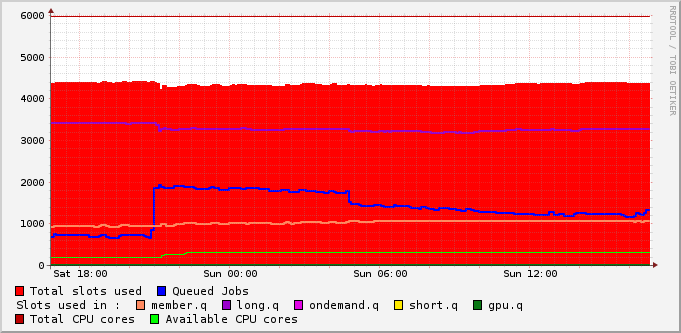 6000
5000
4000
3000
2000
1000
0
Sat 18:00 Sun 00:00 Sun 06:00 Sun 12:00
RRDTOOL / TOBI OETIKER
Total slots used Queued Jobs
Slots used in : member.q long.q ondemand.q short.q gpu.q
Total CPU cores Available CPU cores